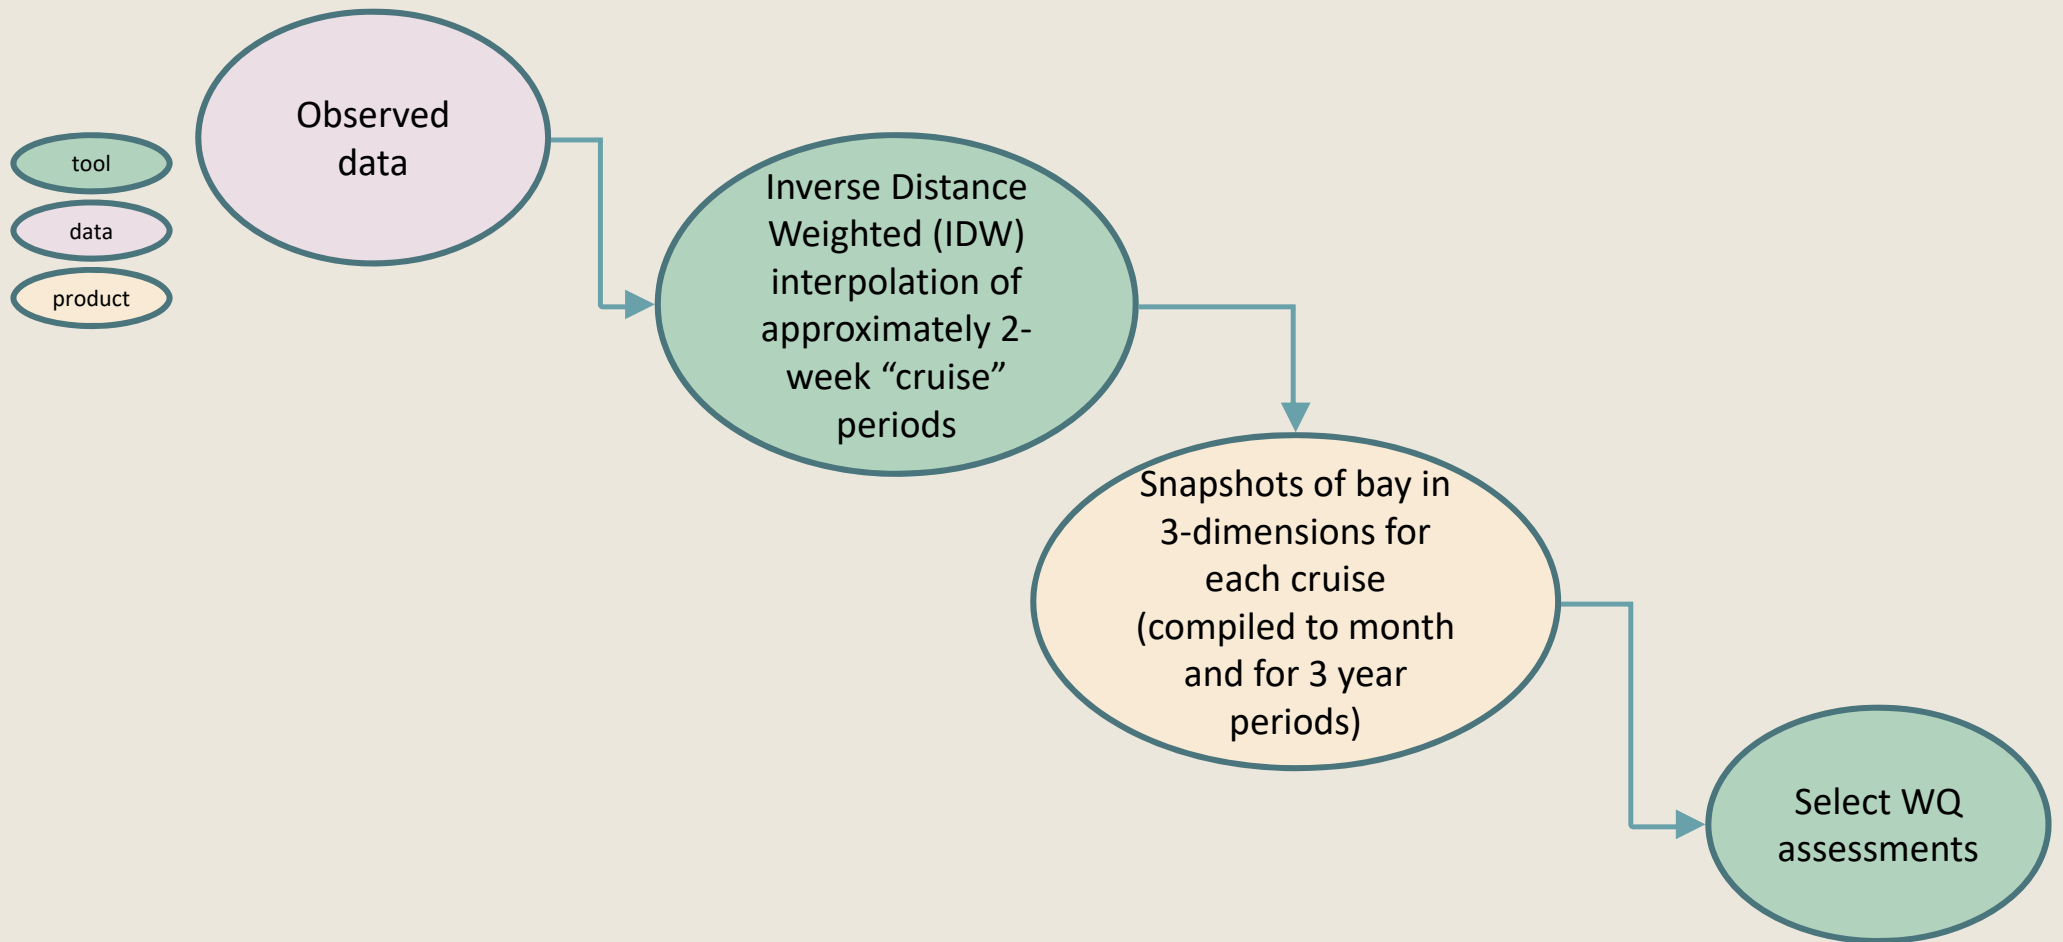 tool
data
product
Observed
data
Inverse Distance
Weighted (IDW)
interpolation of
approximately 2-
week “cruise”
periods
Snapshots of bay in
3-dimensions for
each cruise
(compiled to month
and for 3 year
periods)
Select WQ
assessments